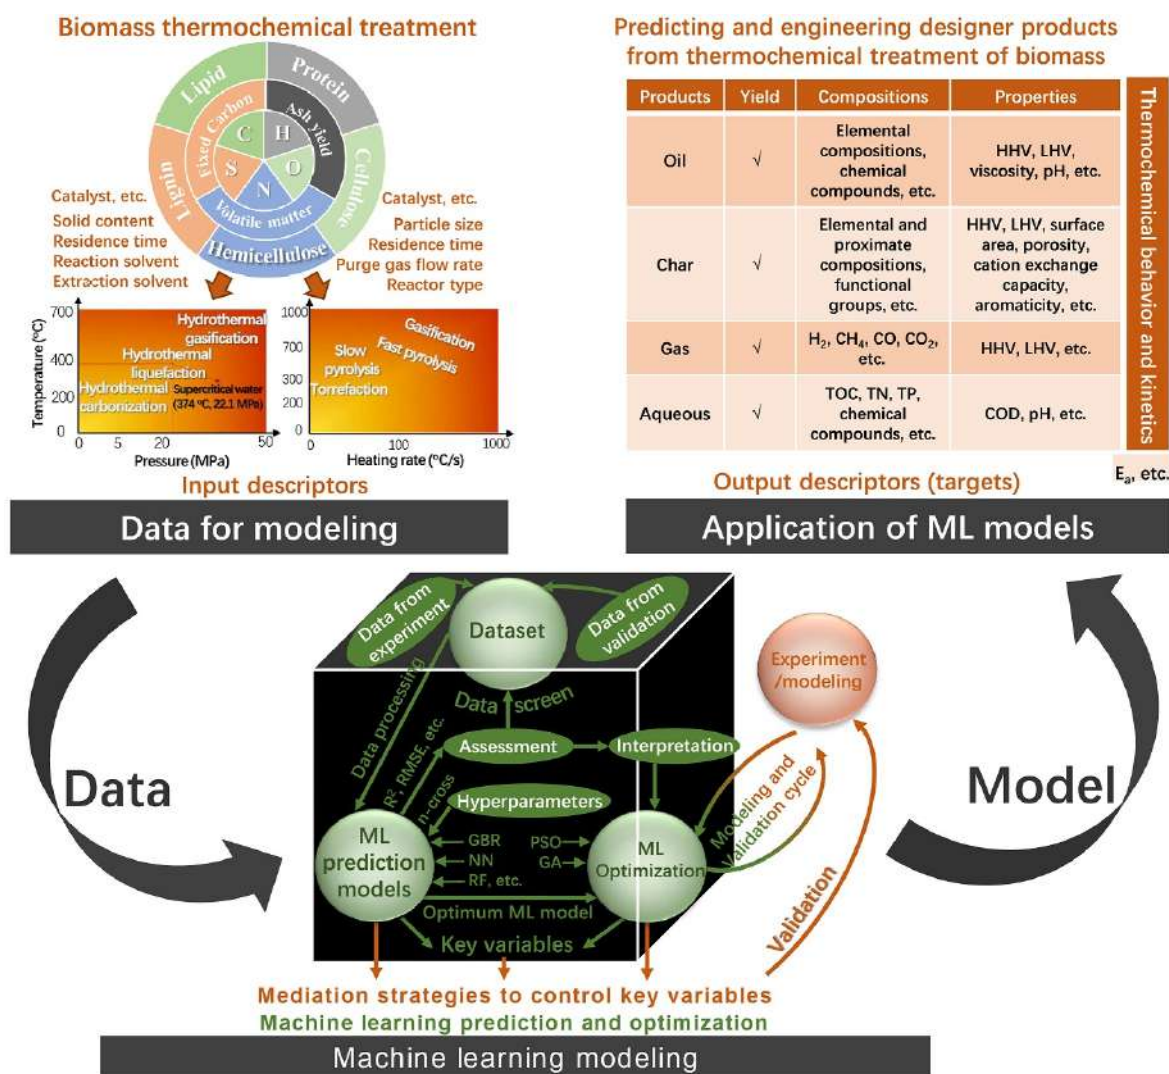 Biomass thermochemical treatment
Lipid
Protein
Fixed Carbon
Ash yield
C
H
S
O
N
Lignin
Cellulose
Volatile matter
Hemicellulose
Catalyst, etc.
Solid content
Residence time
Reaction solvent
Extraction solvent
Catalyst, etc.
Particle size
Residence time
Purge gas flow rate
Reactor type
Temperature (°C)
700
400
200
0
Hydrothermal
gasification
Hydrothermal
liquefaction
Hydrothermal
carbonization
Supercritical water
(374 °C, 22.1 MPa)
0 5 20 50
Pressure (MPa)
1000
700
300
200
0
Gasification
Fast pyrolysis
Slow
pyrolysis
Torrefaction
0 100 1000
Heating rate (°C/s)
Input descriptors
Data for modeling
Predicting and engineering designer products
from thermochemical treatment of biomass
Products Yield Compositions Properties
Oil √
Elemental
compositions,
chemical
compounds, etc.
HHV, LHV,
viscosity, pH, etc.
Char √
Elemental and
proximate
compositions,
functional
groups, etc.
HHV, LHV, surface
area, porosity,
cation exchange
capacity,
aromaticity, etc.
Gas √
H₂, CH₄, CO, CO₂,
etc.
HHV, LHV, etc.
Aqueous √
TOC, TN, TP,
chemical
compounds, etc.
COD, pH, etc.
Thermochemical behavior and kinetics
Eₐ, etc.
Output descriptors (targets)
Application of ML models
Data
Model
Data from
experiment
Dataset
Data from
validation
Experiment
/modeling
Data processing
Data screen
R², RMSE, etc.
Assessment
Interpretation
n-cross
Hyperparameters
ML
prediction
models
GBR
NN
RF, etc.
PSO
GA
ML
Optimization
Modeling and
Validation cycle
Optimum ML model
Key variables
Validation
Mediation strategies to control key variables
Machine learning prediction and optimization
Machine learning modeling